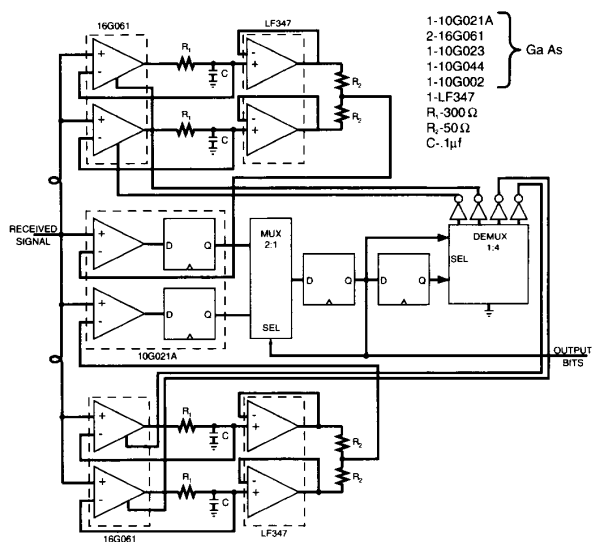 16G061
LF347
1-10G021A
2-16G061
1-10G023
1-10G044
1-10G002
Ga As
1-LF347
R₁-300 Ω
R₂-50 Ω
C-.1μf
+
-
R₁
C
-
+
R₂
+
-
R₁
C
-
+
R₂
RECEIVED
SIGNAL
+
-
D Q
MUX
2:1
SEL
D Q
D Q
DEMUX
1:4
SEL
+
-
D Q
10G021A
OUTPUT
BITS
+
-
R₁
C
-
+
R₂
+
-
R₁
C
-
+
R₂
16G061
LF347